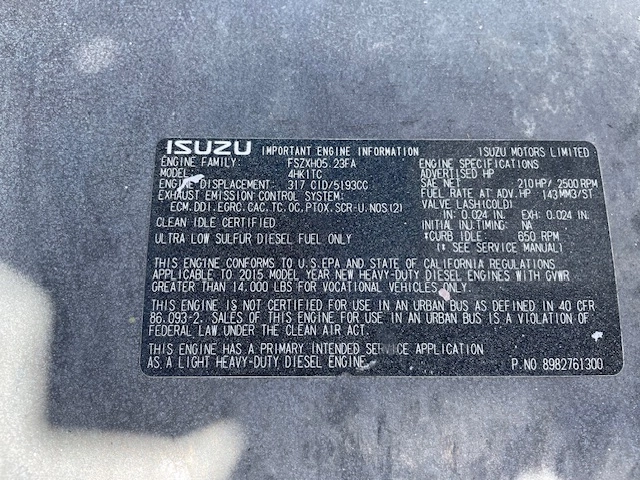 ISUZU IMPORTANT ENGINE INFORMATION ISUZU MOTORS LIMITED
ENGINE FAMILY: FSZXH05.23FA
MODEL: 4HK1TC
ENGINE DISPLACEMENT: 317 CID/5193CC
EXHAUST EMISSION CONTROL SYSTEM:
ECM,DDI,EGRC,CAC,TC,OC,PTOX,SCR-U,NOS(2)
CLEAN IDLE CERTIFIED
ULTRA LOW SULFUR DIESEL FUEL ONLY
ENGINE SPECIFICATIONS
ADVERTISED HP
SAE NET 210HP/ 2500RPM
FUEL RATE AT ADV. HP 143MM3/ST
VALVE LASH(COLD)
IN: 0.024 IN EXH: 0.024 IN
INITIAL INJ TIMING: NA
*CURB IDLE: 650 RPM
(* SEE SERVICE MANUAL)
THIS ENGINE CONFORMS TO U.S.EPA AND STATE OF CALIFORNIA REGULATIONS
APPLICABLE TO 2015 MODEL YEAR NEW HEAVY-DUTY DIESEL ENGINES WITH GVWR
GREATER THAN 14,000 LBS FOR VOCATIONAL VEHICLES ONLY.
THIS ENGINE IS NOT CERTIFIED FOR USE IN AN URBAN BUS AS DEFINED IN 40 CFR
86.093-2. SALES OF THIS ENGINE FOR USE IN AN URBAN BUS IS A VIOLATION OF
FEDERAL LAW UNDER THE CLEAN AIR ACT.
THIS ENGINE HAS A PRIMARY INTENDED SERVICE APPLICATION
AS A LIGHT HEAVY-DUTY DIESEL ENGINE.
P.NO 8982761300